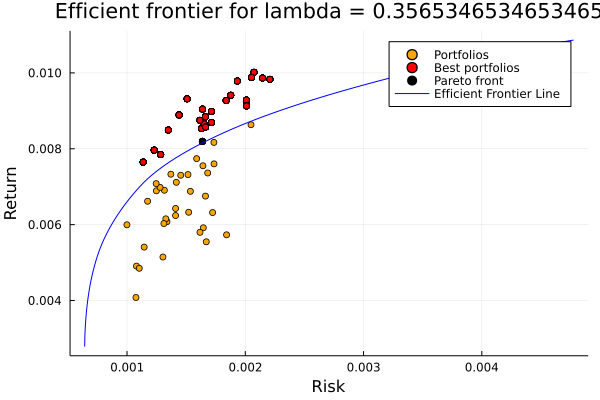 Efficient frontier for lambda = 0.3565346534653465
0.010
0.008
0.006
0.004
Return
0.001
0.002
0.003
0.004
Risk
Portfolios
Best portfolios
Pareto front
Efficient Frontier Line